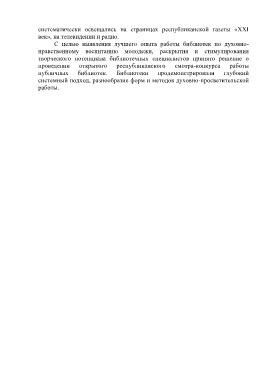 систематически освещались на страницах республиканской газеты «XXI
век», на телевидении и радио.
С целью выявления лучшего опыта работы библиотек по духовно-
нравственному воспитанию молодежи, раскрытия и стимулирования
творческого потенциала библиотечных специалистов принято решение о
проведении открытого республиканского смотра-конкурса работы
публичных библиотек. Библиотеки продемонстрировали глубокий
системный подход, разнообразие форм и методов духовно-просветительской
работы.